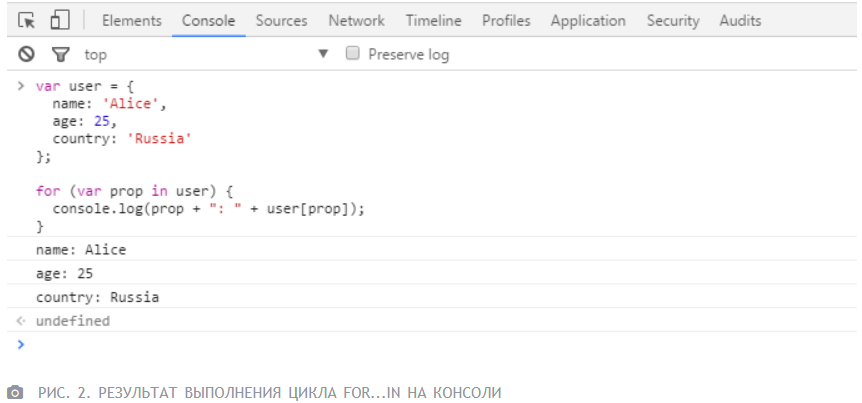 Elements Console Sources Network Timeline Profiles Application Security Audits
top Preserve log
var user = {
name: 'Alice',
age: 25,
country: 'Russia'
};
for (var prop in user) {
console.log(prop + ": " + user[prop]);
}
name: Alice
age: 25
country: Russia
undefined
РИС. 2. РЕЗУЛЬТАТ ВЫПОЛНЕНИЯ ЦИКЛА FOR...IN НА КОНСОЛИ